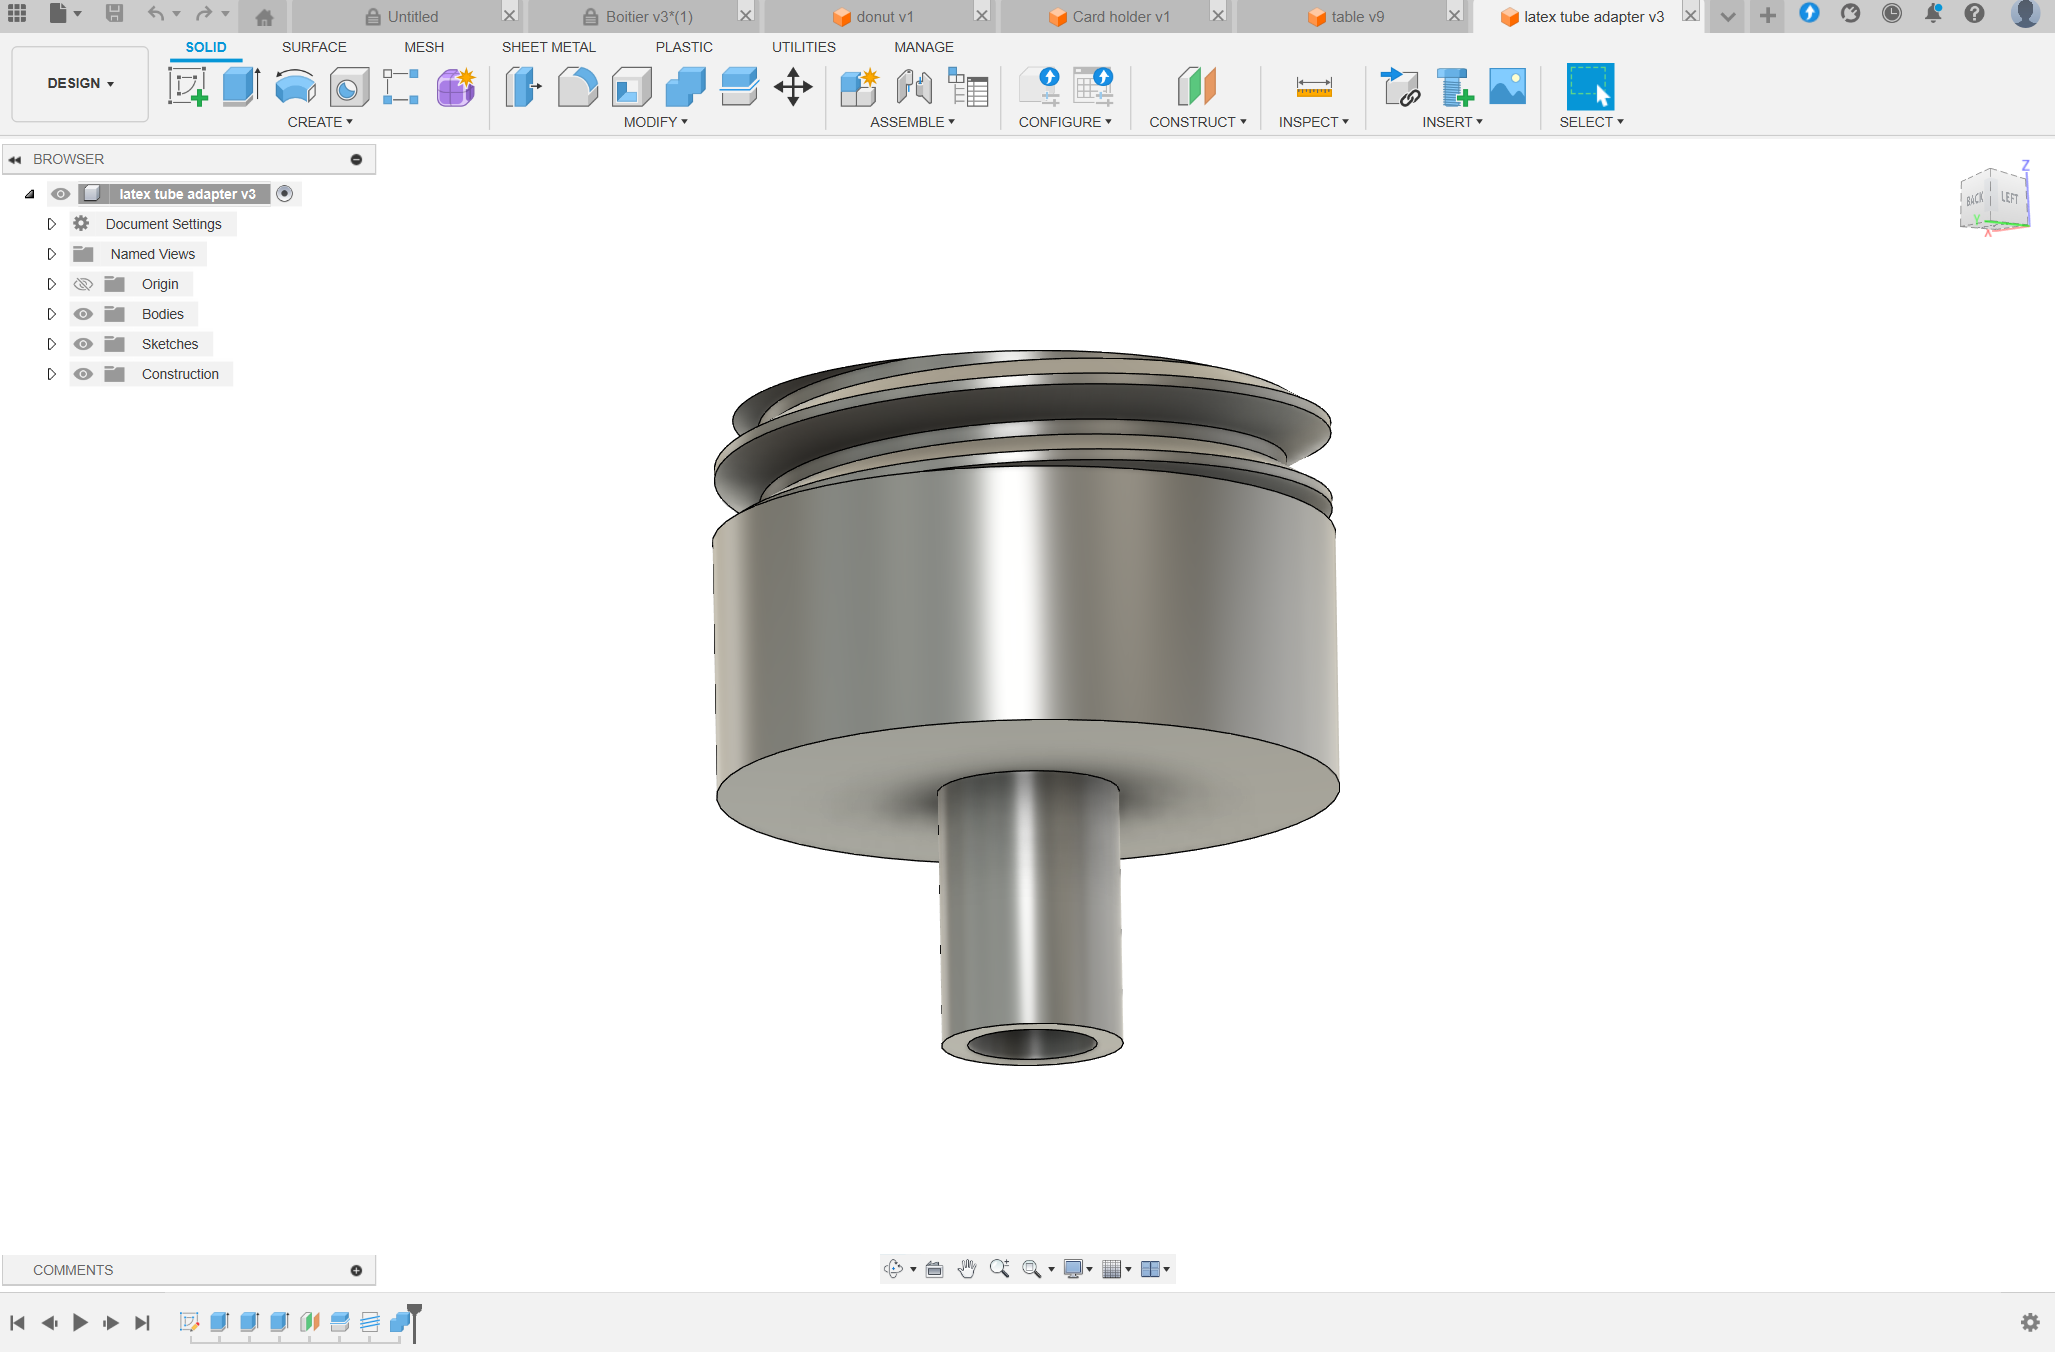 Untitled
Boitier v3*(1)
donut v1
Card holder v1
table v9
latex tube adapter v3
DESIGN
SOLID
SURFACE
MESH
SHEET METAL
PLASTIC
UTILITIES
MANAGE
CREATE
MODIFY
ASSEMBLE
CONFIGURE
CONSTRUCT
INSPECT
INSERT
SELECT
BROWSER
latex tube adapter v3
Document Settings
Named Views
Origin
Bodies
Sketches
Construction
Z
BACK
LEFT
Y
X
COMMENTS